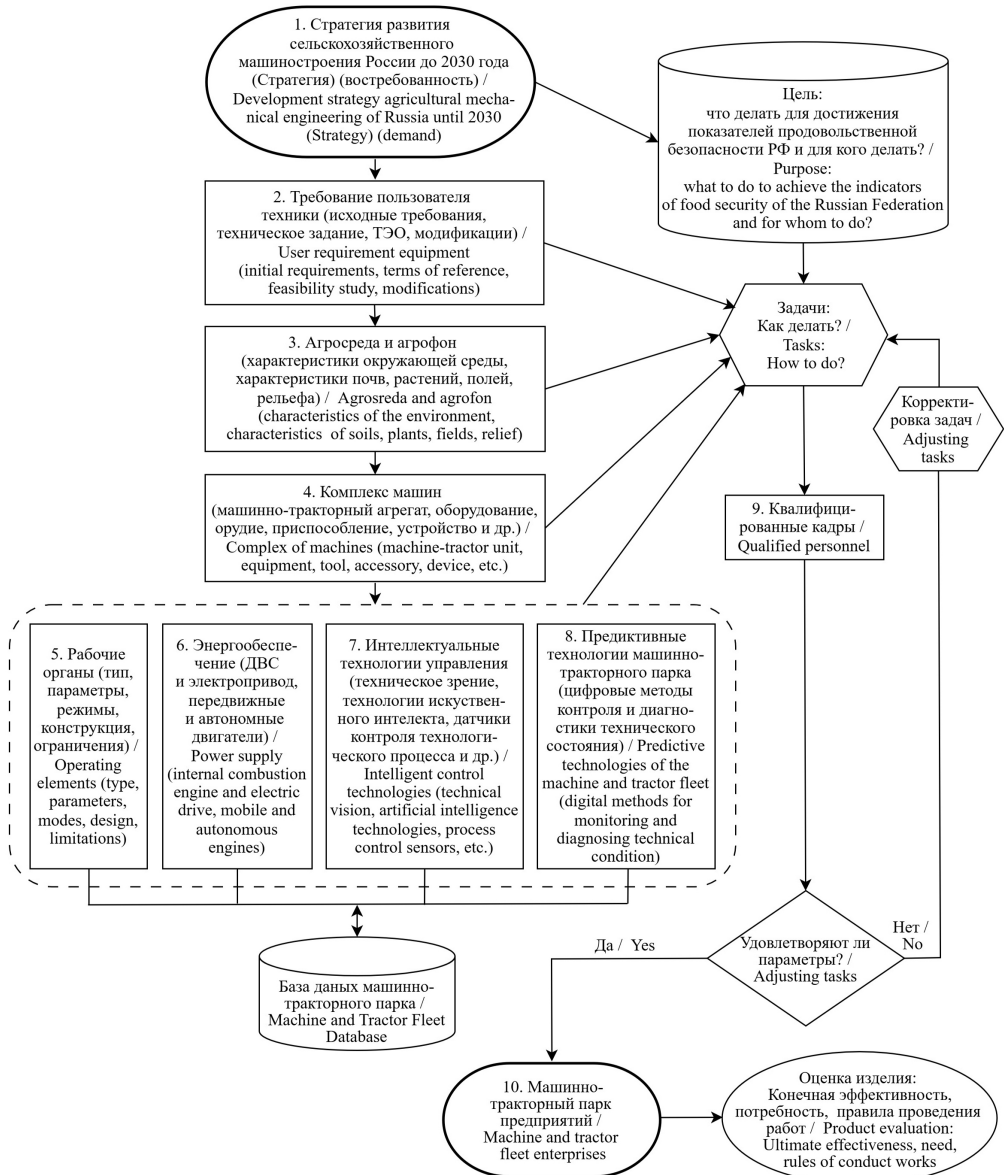 1. Стратегия развития
сельскохозяйственного
машиностроения России до 2030 года
(Стратегия) (востребованность) /
Development strategy agricultural mecha-
nical engineering of Russia until 2030
(Strategy) (demand)
Цель:
что делать для достижения
показателей продовольственной
безопасности РФ и для кого делать? /
Purpose:
what to do to achieve the indicators
of food security of the Russian Federation
and for whom to do?
2. Требование пользователя
техники (исходные требования,
техническое задание, ТЭО, модификации) /
User requirement equipment
(initial requirements, terms of reference,
feasibility study, modifications)
Задачи:
Как делать? /
Tasks:
How to do?
3. Агросреда и агрофон
(характеристики окружающей среды,
характеристики почв, растений, полей,
рельефа) / Agrosreda and agrofon
(characteristics of the environment,
characteristics of soils, plants, fields, relief)
Корректи-
ровка задач /
Adjusting
tasks
4. Комплекс машин
(машинно-тракторный агрегат, оборудование,
орудие, приспособление, устройство и др.) /
Complex of machines (machine-tractor unit,
equipment, tool, accessory, device, etc.)
9. Квалифици-
рованные кадры /
Qualified personnel
5. Рабочие
органы (тип,
параметры,
режимы,
конструкция,
ограничения) /
Operating
elements (type,
parameters,
modes, design,
limitations)
6. Энергообеспе-
чение (ДВС
и электропривод,
передвижные
и автономные
двигатели) /
Power supply
(internal combustion
engine and electric
drive, mobile and
autonomous
engines)
7. Интеллектуальные
технологии управления
(техническое зрение,
технологии искуствен-
ного интелекта, датчики
контроля технологи-
ческого процесса и др.) /
Intelligent control
technologies (technical
vision, artificial intelligence
technologies, process
control sensors, etc.)
8. Предиктивные
технологии машинно-
тракторного парка
(цифровые методы
контроля и диагно-
стики технического
состояния) / Predictive
technologies of the
machine and tractor fleet
(digital methods for
monitoring and
diagnosing technical
condition)
База даных машинно-
тракторного парка /
Machine and Tractor Fleet
Database
Да / Yes
Удовлетворяют ли
параметры? /
Adjusting tasks
Нет /
No
10. Машинно-
тракторный парк
предприятий /
Machine and tractor
fleet enterprises
Оценка изделия:
Конечная эффективность,
потребность, правила проведения
работ / Product evaluation:
Ultimate effectiveness, need,
rules of conduct works